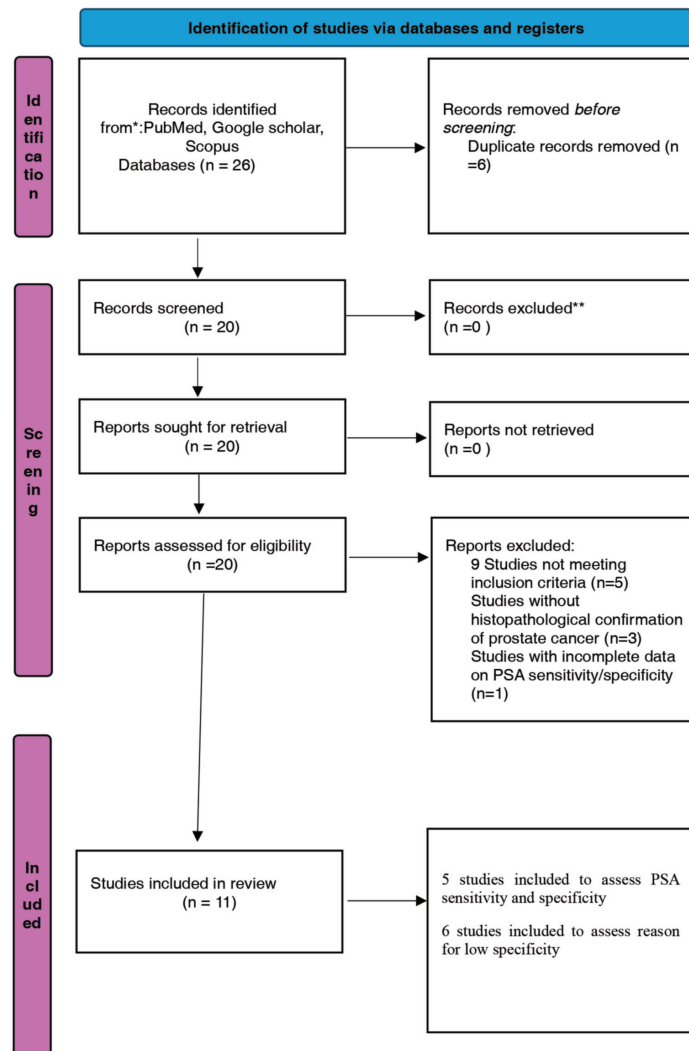 Identification of studies via databases and registers
Id
en
tifi
ca
tio
n
Records identified
from*:PubMed, Google scholar,
Scopus
Databases (n = 26)
Records removed before
screening:
Duplicate records removed (n
=6)
Sc
re
en
in
g
Records screened
(n = 20)
Records excluded**
(n =0 )
Reports sought for retrieval
(n = 20)
Reports not retrieved
(n =0 )
Reports assessed for eligibility
(n =20)
Reports excluded:
9 Studies not meeting
inclusion criteria (n=5)
Studies without
histopathological confirmation
of prostate cancer (n=3)
Studies with incomplete data
on PSA sensitivity/specificity
(n=1)
In
cl
ud
ed
Studies included in review
(n = 11)
5 studies included to assess PSA
sensitivity and specificity
6 studies included to assess reason
for low specificity